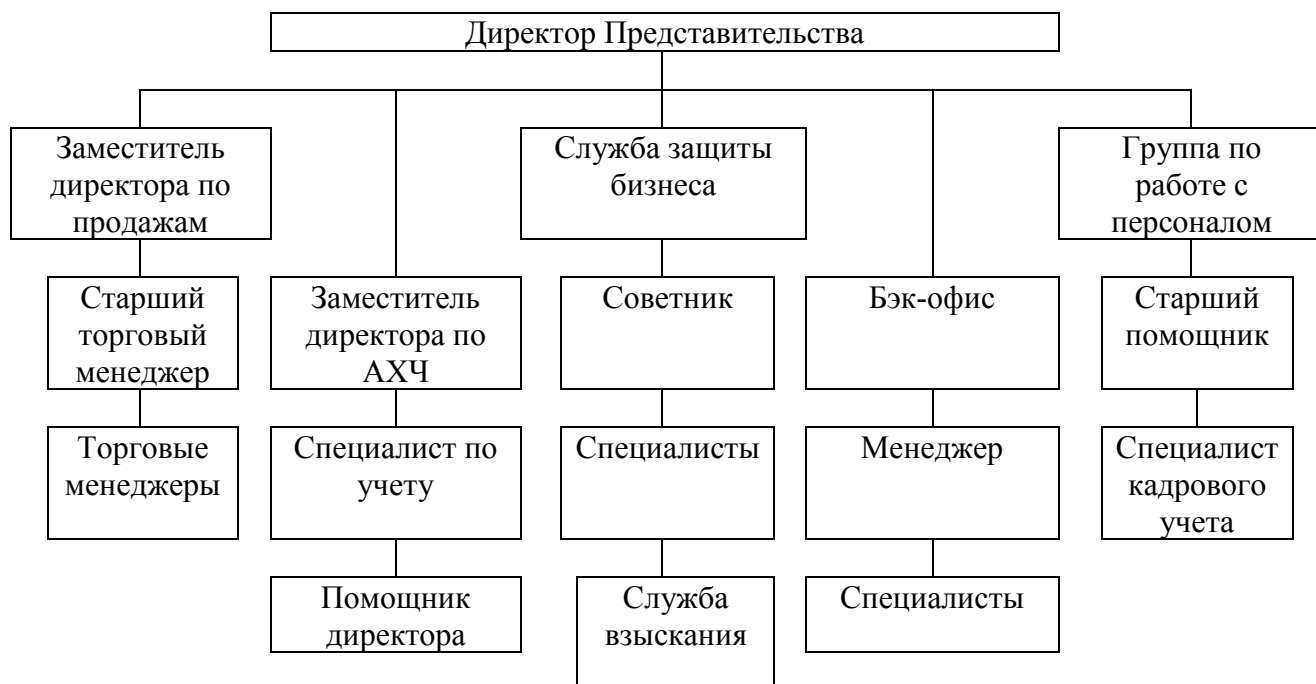 Директор Представительства
Заместитель
директора по
продажам
Служба защиты
бизнеса
Группа по
работе с
персоналом
Старший
торговый
менеджер
Заместитель
директора по
АХЧ
Советник
Бэк-офис
Старший
помощник
Торговые
менеджеры
Специалист по
учету
Специалисты
Менеджер
Специалист
кадрового
учета
Помощник
директора
Служба
взыскания
Специалисты